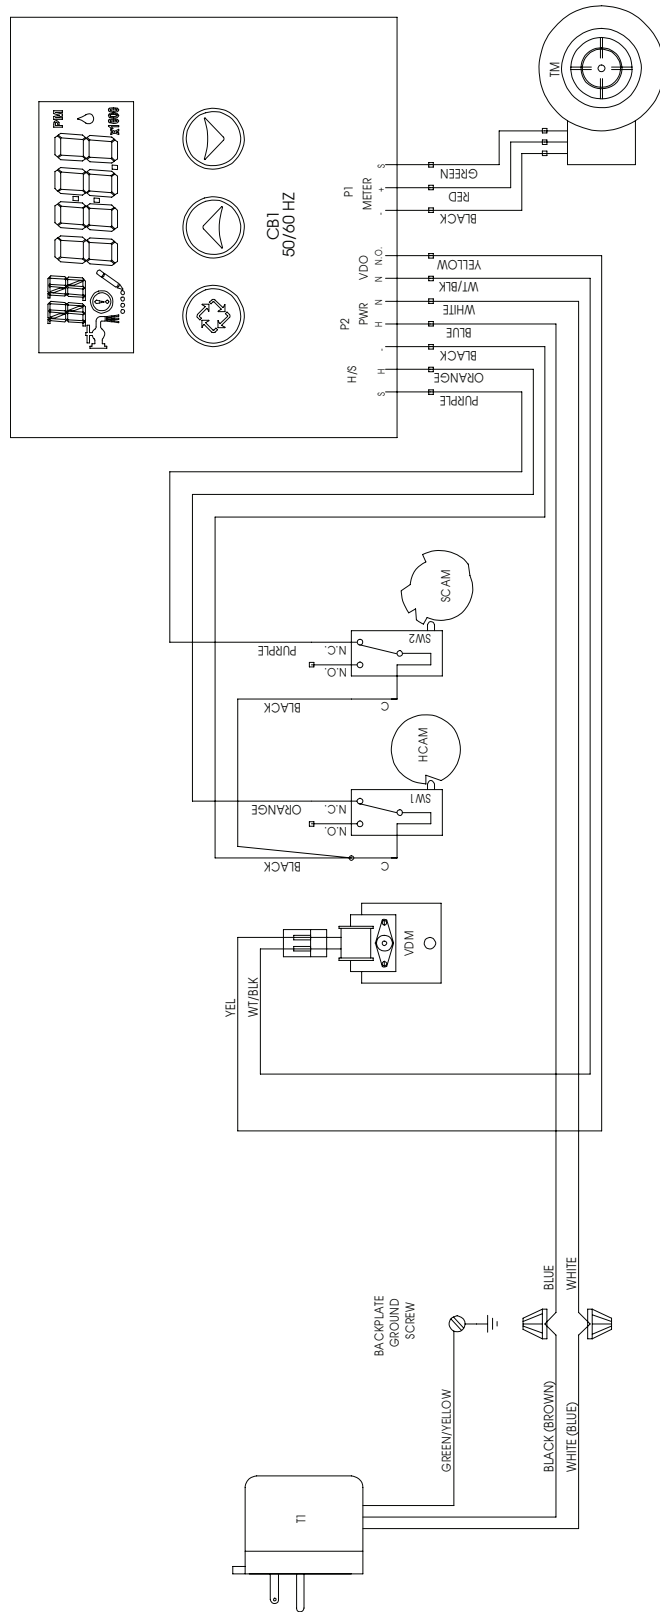 PM
x1000
CB1
50/60 HZ
TM
P1
METER
S
+
-
GREEN
RED
BLACK
P2
VDO
PWR
H/S
N.O.
N
N
H
-
H
S
YELLOW
WT/BLK
WHITE
BLUE
BLACK
ORANGE
PURPLE
PURPLE
N.C.
N.O.
BLACK
C
SW2
SCAM
ORANGE
N.C.
N.O.
BLACK
C
SW1
HCAM
YEL
WT/BLK
VDM
BACKPLATE
GROUND
SCREW
BLUE
WHITE
GREEN/YELLOW
BLACK (BROWN)
WHITE (BLUE)
T1